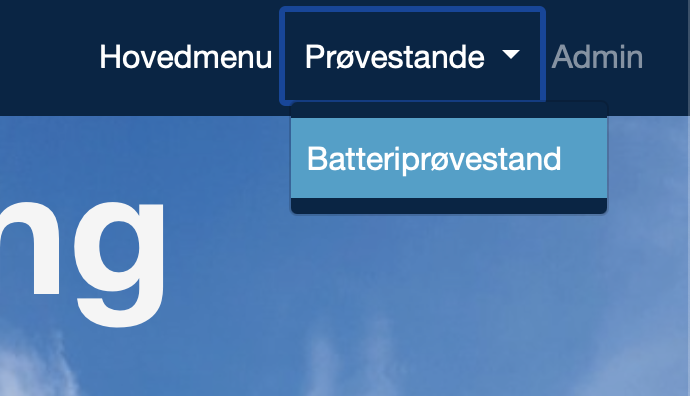 Hovedmenu Prøvestande Admin
Batteriprøvestand
ng